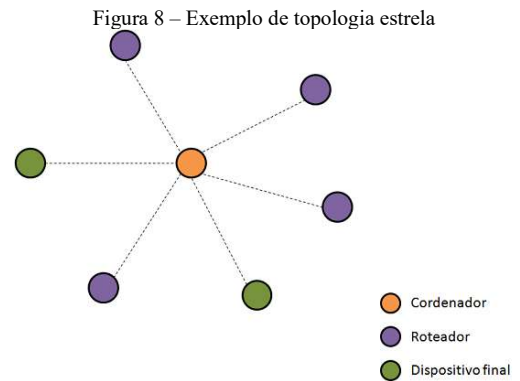 Figura 8 – Exemplo de topologia estrela
Cordenador
Roteador
Dispositivo final